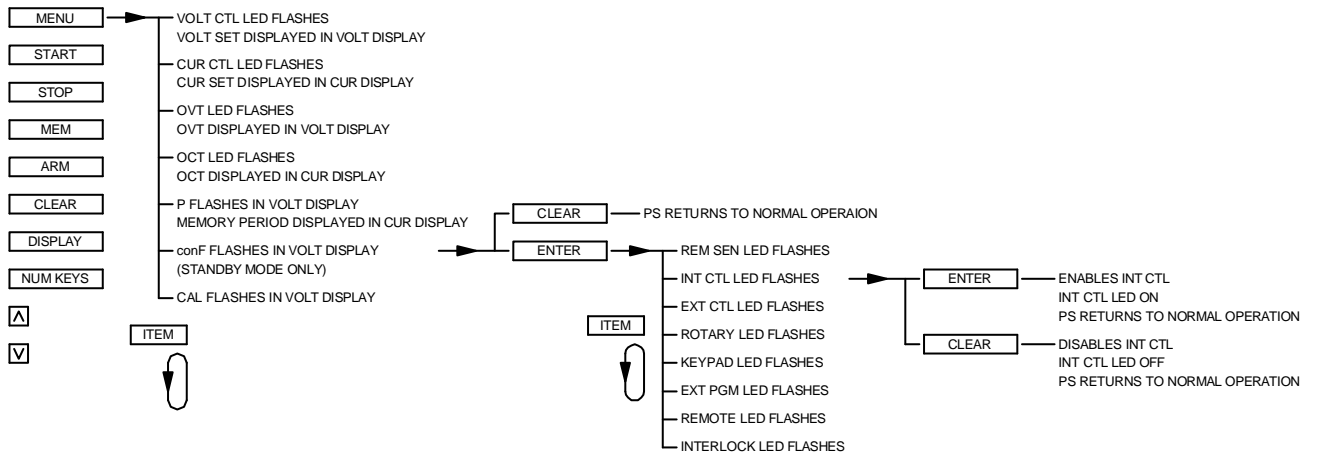 MENU
START
STOP
MEM
ARM
CLEAR
DISPLAY
NUM KEYS
VOLT CTL LED FLASHES
VOLT SET DISPLAYED IN VOLT DISPLAY
CUR CTL LED FLASHES
CUR SET DISPLAYED IN CUR DISPLAY
OVT LED FLASHES
OVT DISPLAYED IN VOLT DISPLAY
OCT LED FLASHES
OCT DISPLAYED IN CUR DISPLAY
P FLASHES IN VOLT DISPLAY
MEMORY PERIOD DISPLAYED IN CUR DISPLAY
conF FLASHES IN VOLT DISPLAY
(STANDBY MODE ONLY)
CAL FLASHES IN VOLT DISPLAY
ITEM
CLEAR
PS RETURNS TO NORMAL OPERAION
ENTER
REM SEN LED FLASHES
INT CTL LED FLASHES
EXT CTL LED FLASHES
ROTARY LED FLASHES
KEYPAD LED FLASHES
EXT PGM LED FLASHES
REMOTE LED FLASHES
INTERLOCK LED FLASHES
ITEM
ENTER
ENABLES INT CTL
INT CTL LED ON
PS RETURNS TO NORMAL OPERATION
CLEAR
DISABLES INT CTL
INT CTL LED OFF
PS RETURNS TO NORMAL OPERATION